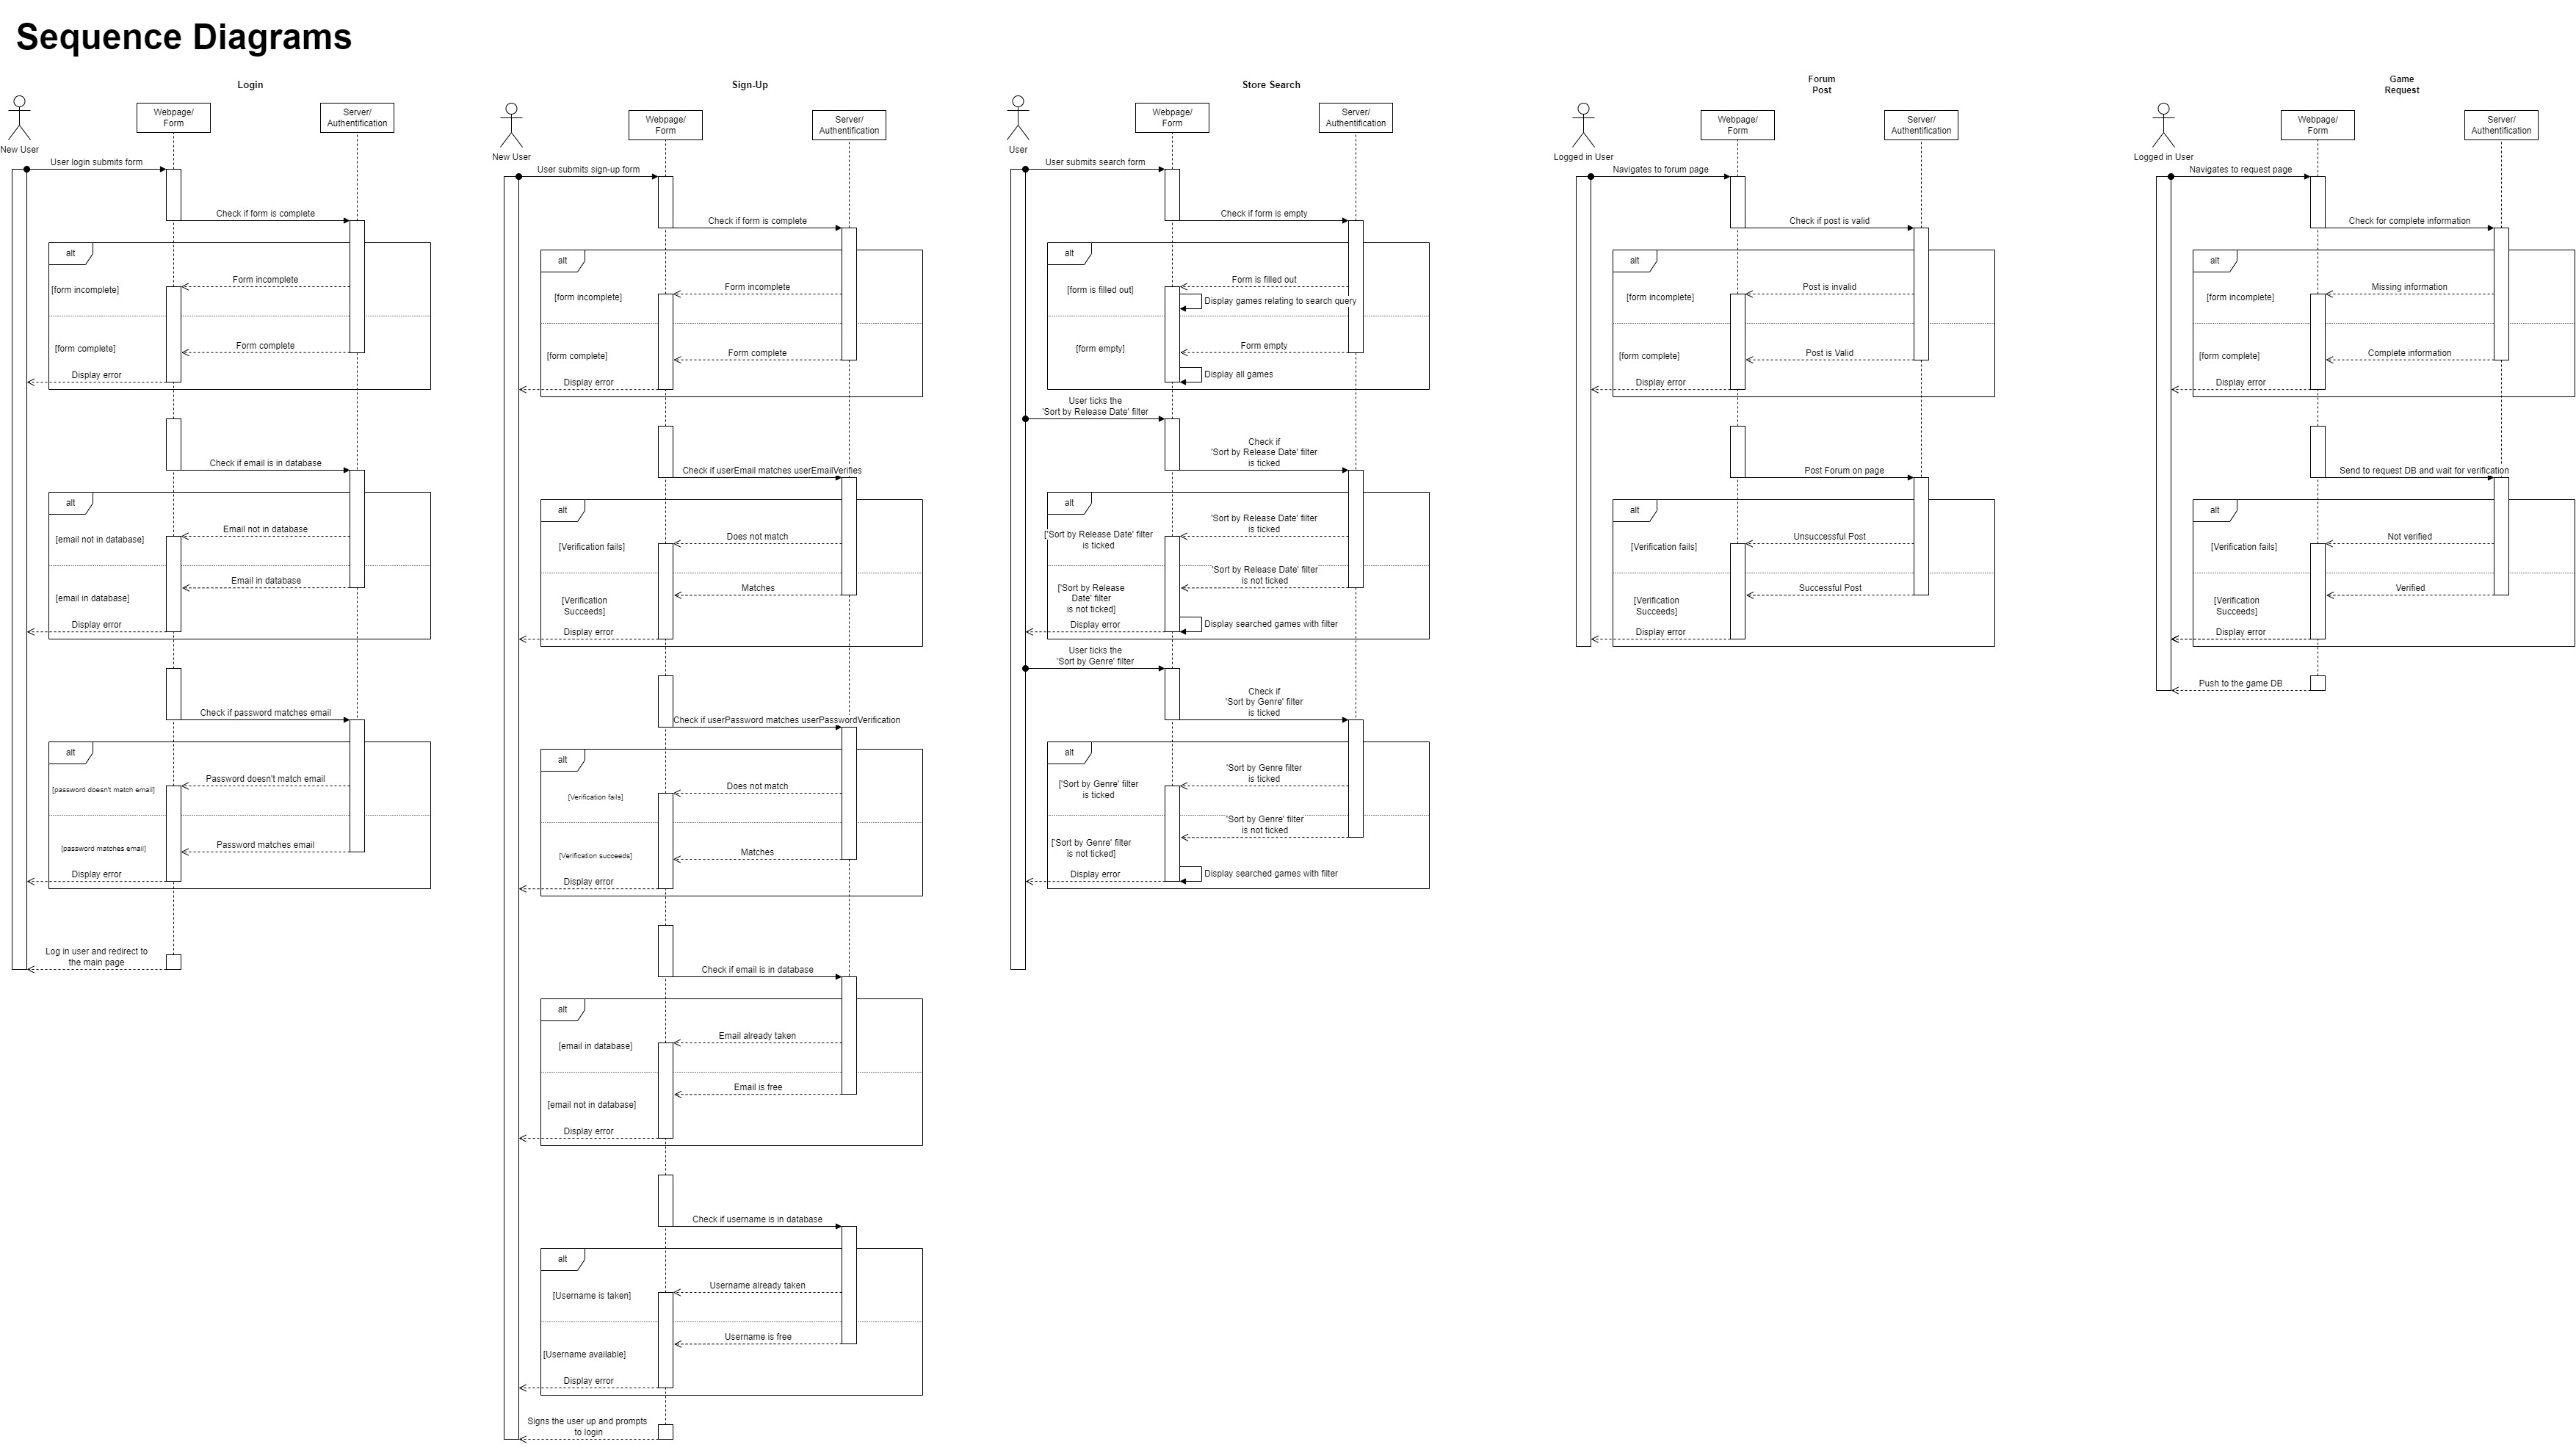 Sequence Diagrams
Login
New User
Webpage/
Form
Server/
Authentification
User login submits form
Check if form is complete
alt
[form incomplete]
Form incomplete
[form complete]
Form complete
Display error
Check if email is in database
alt
[email not in database]
Email not in database
Email in database
[email in database]
Display error
Check if password matches email
alt
Password doesn't match email
[password doesn't match email]
Password matches email
[password matches email]
Display error
Log in user and redirect to
the main page
Sign-Up
New User
Webpage/
Form
Server/
Authentification
User submits sign-up form
Check if form is complete
alt
Form incomplete
[form incomplete]
Form complete
[form complete]
Display error
Check if userEmail matches userEmailVerifies
alt
Does not match
[Verification fails]
Matches
[Verification
Succeeds]
Display error
Check if userPassword matches userPasswordVerification
alt
Does not match
[Verification fails]
Matches
[Verification succeeds]
Display error
Check if email is in database
alt
Email already taken
[email in database]
Email is free
[email not in database]
Display error
Check if username is in database
alt
Username already taken
[Username is taken]
Username is free
[Username available]
Display error
Signs the user up and prompts
to login
Store Search
User
Webpage/
Form
Server/
Authentification
User submits search form
Check if form is empty
alt
Form is filled out
[form is filled out]
Display games relating to search query
Form empty
[form empty]
Display all games
User ticks the
'Sort by Release Date' filter
Check if
'Sort by Release Date' filter
is ticked
alt
'Sort by Release Date' filter
is ticked
['Sort by Release Date' filter
is ticked
'Sort by Release Date' filter
is not ticked
['Sort by Release
Date' filter
is not ticked]
Display error
Display searched games with filter
User ticks the
'Sort by Genre' filter
Check if
'Sort by Genre' filter
is ticked
alt
'Sort by Genre filter
is ticked
['Sort by Genre' filter
is ticked
'Sort by Genre' filter
is not ticked
['Sort by Genre' filter
is not ticked]
Display error
Display searched games with filter
Forum
Post
Logged in User
Webpage/
Form
Server/
Authentification
Navigates to forum page
Check if post is valid
alt
Post is invalid
[form incomplete]
Post is Valid
[form complete]
Display error
Post Forum on page
alt
Unsuccessful Post
[Verification fails]
Successful Post
[Verification
Succeeds]
Display error
Game
Request
Logged in User
Webpage/
Form
Server/
Authentification
Navigates to request page
Check for complete information
alt
Missing information
[form incomplete]
Complete information
[form complete]
Display error
Send to request DB and wait for verification
alt
Not verified
[Verification fails]
Verified
[Verification
Succeeds]
Display error
Push to the game DB